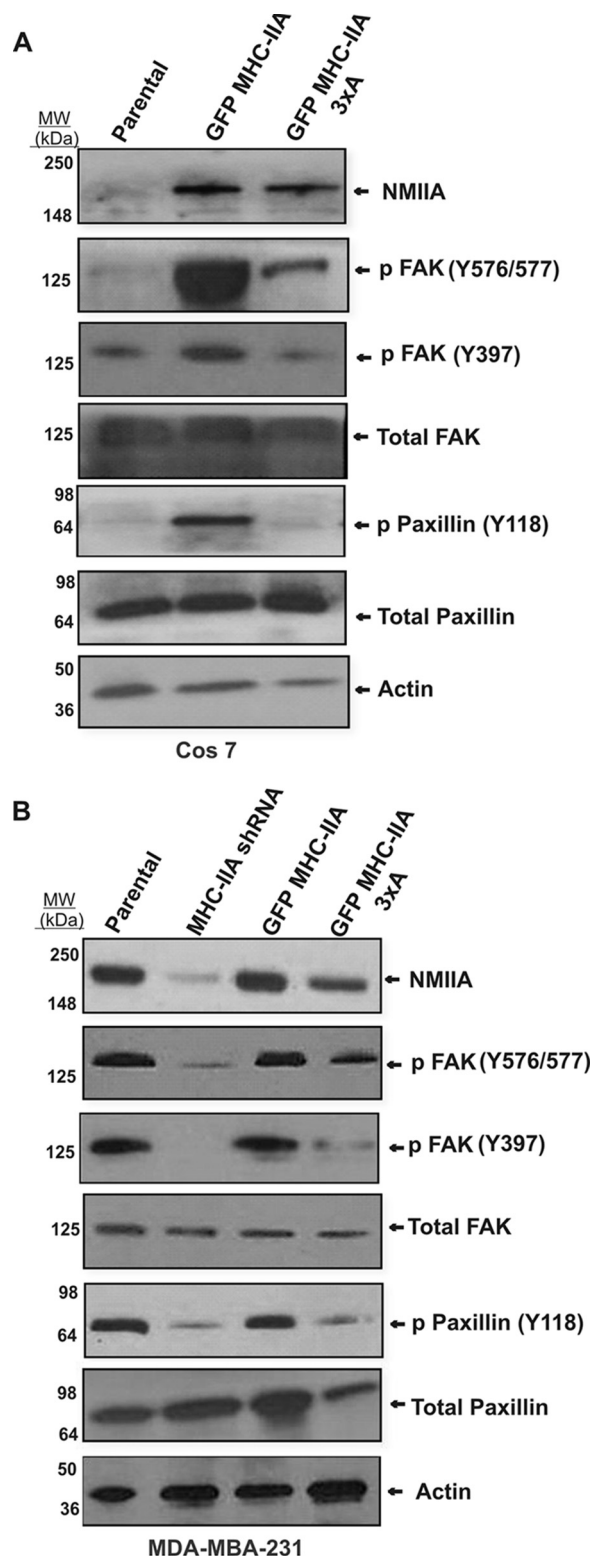 A
Parental
GFP MHC-IIA
GFP MHC-IIA
3xA
MW
(kDa)
250
148
NMIIA
125
p FAK (Y576/577)
125
p FAK (Y397)
125
Total FAK
98
64
p Paxillin (Y118)
98
64
Total Paxillin
50
36
Actin
Cos 7
B
Parental
MHC-IIA shRNA
GFP MHC-IIA
GFP MHC-IIA
3xA
MW
(kDa)
250
148
NMIIA
125
p FAK (Y576/577)
125
p FAK (Y397)
125
Total FAK
98
64
p Paxillin (Y118)
98
64
Total Paxillin
50
36
Actin
MDA-MBA-231